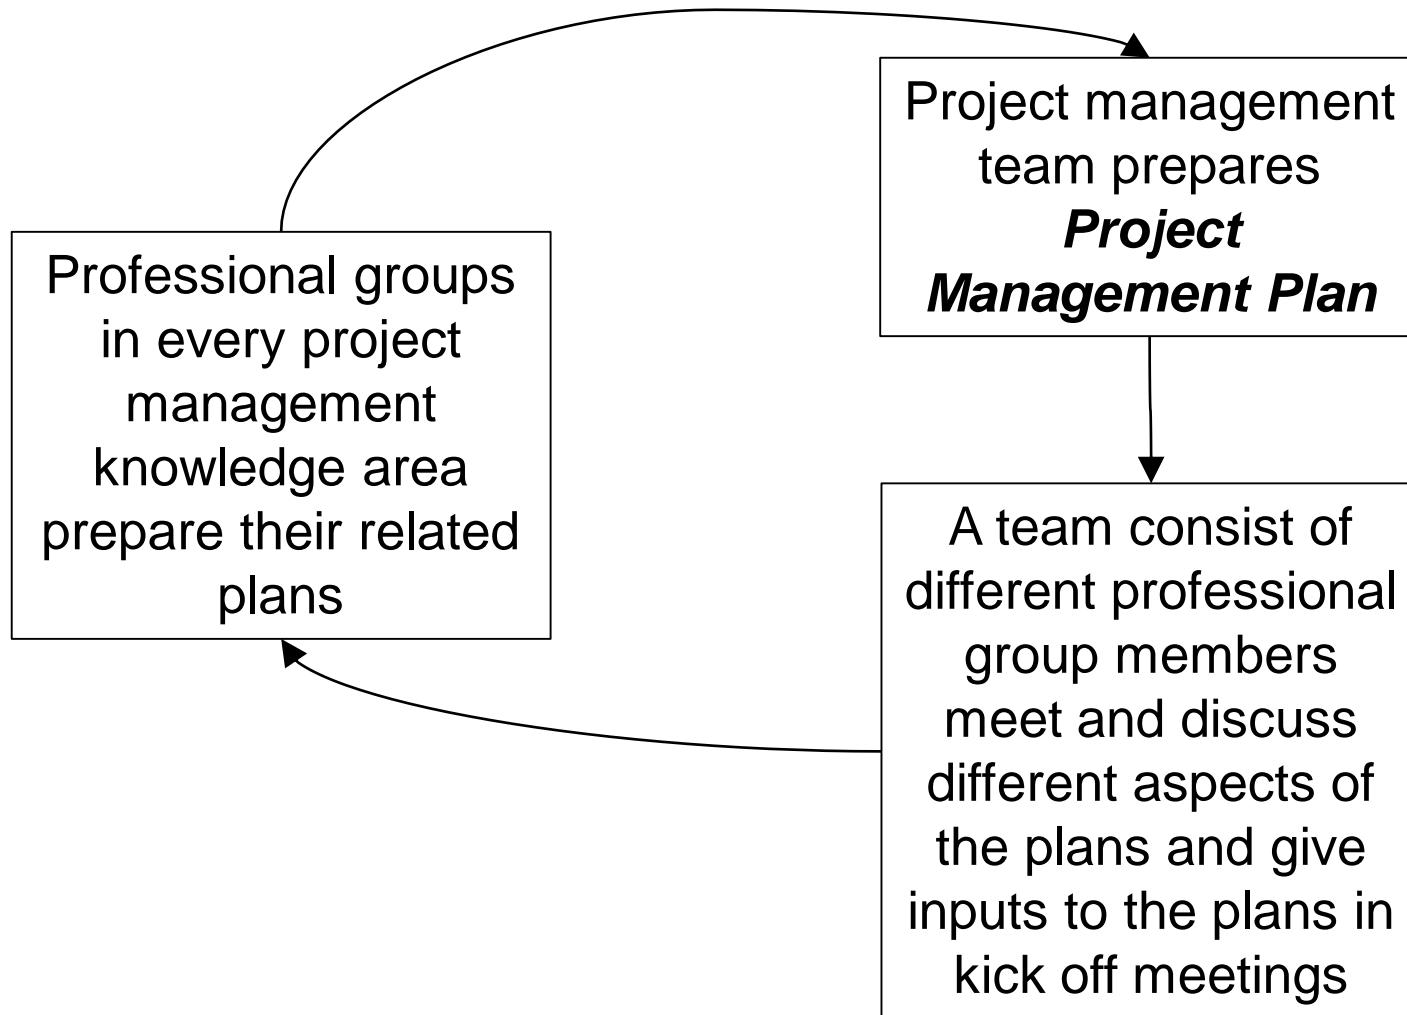 Professional groups
in every project
management
knowledge area
prepare their related
plans
Project management
team prepares
Project
Management Plan
A team consist of
different professional
group members
meet and discuss
different aspects of
the plans and give
inputs to the plans in
kick off meetings